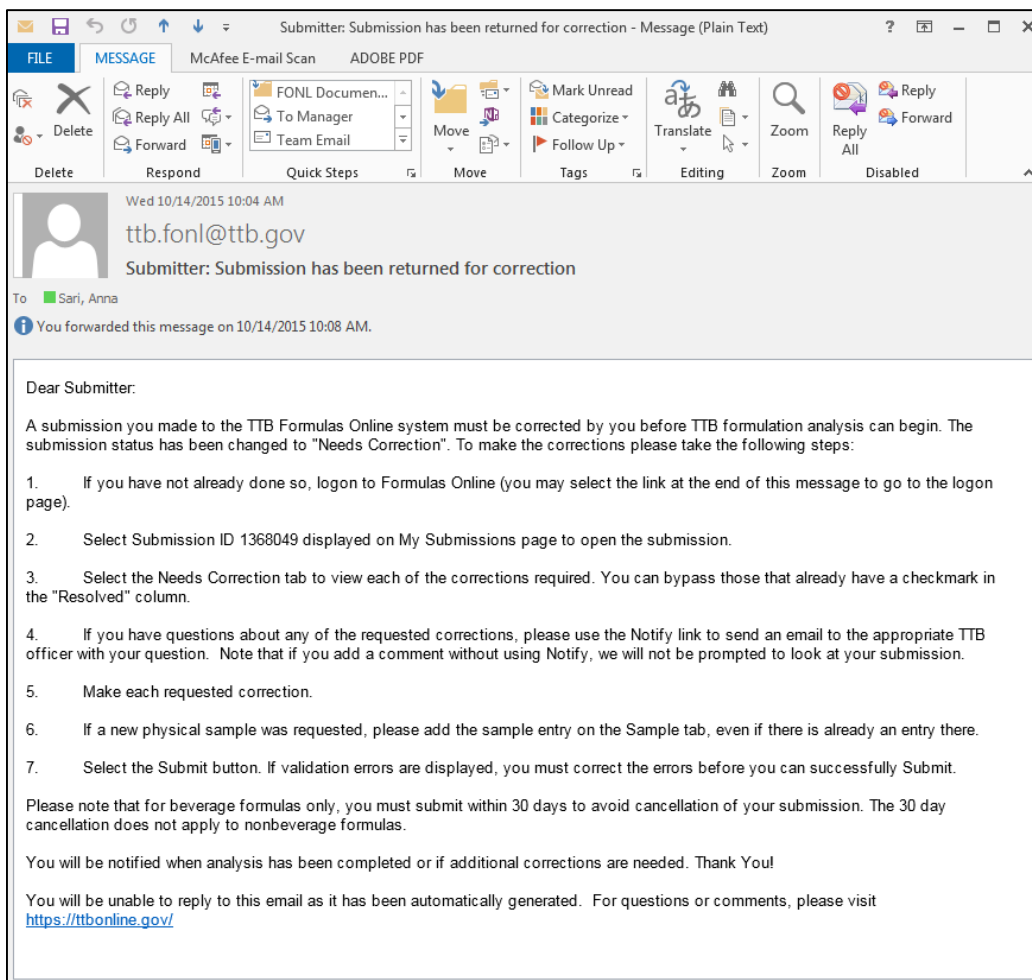 Submitter: Submission has been returned for correction - Message (Plain Text)
FILE MESSAGE McAfee E-mail Scan ADOBE PDF
Delete
Reply
Reply All
Forward
FONL Documen...
To Manager
Team Email
Move
Mark Unread
Categorize
Follow Up
Translate
Zoom
Reply All
Reply
Forward
Delete Respond Quick Steps Move Tags Editing Zoom Disabled
Wed 10/14/2015 10:04 AM
ttb.fonl@ttb.gov
Submitter: Submission has been returned for correction
To Sari, Anna
You forwarded this message on 10/14/2015 10:08 AM.
Dear Submitter:
A submission you made to the TTB Formulas Online system must be corrected by you before TTB formulation analysis can begin. The
submission status has been changed to "Needs Correction". To make the corrections please take the following steps:
1. If you have not already done so, logon to Formulas Online (you may select the link at the end of this message to go to the logon
page).
2. Select Submission ID 1368049 displayed on My Submissions page to open the submission.
3. Select the Needs Correction tab to view each of the corrections required. You can bypass those that already have a checkmark in
the "Resolved" column.
4. If you have questions about any of the requested corrections, please use the Notify link to send an email to the appropriate TTB
officer with your question. Note that if you add a comment without using Notify, we will not be prompted to look at your submission.
5. Make each requested correction.
6. If a new physical sample was requested, please add the sample entry on the Sample tab, even if there is already an entry there.
7. Select the Submit button. If validation errors are displayed, you must correct the errors before you can successfully Submit.
Please note that for beverage formulas only, you must submit within 30 days to avoid cancellation of your submission. The 30 day
cancellation does not apply to nonbeverage formulas.
You will be notified when analysis has been completed or if additional corrections are needed. Thank You!
You will be unable to reply to this email as it has been automatically generated. For questions or comments, please visit
https://ttbonline.gov/